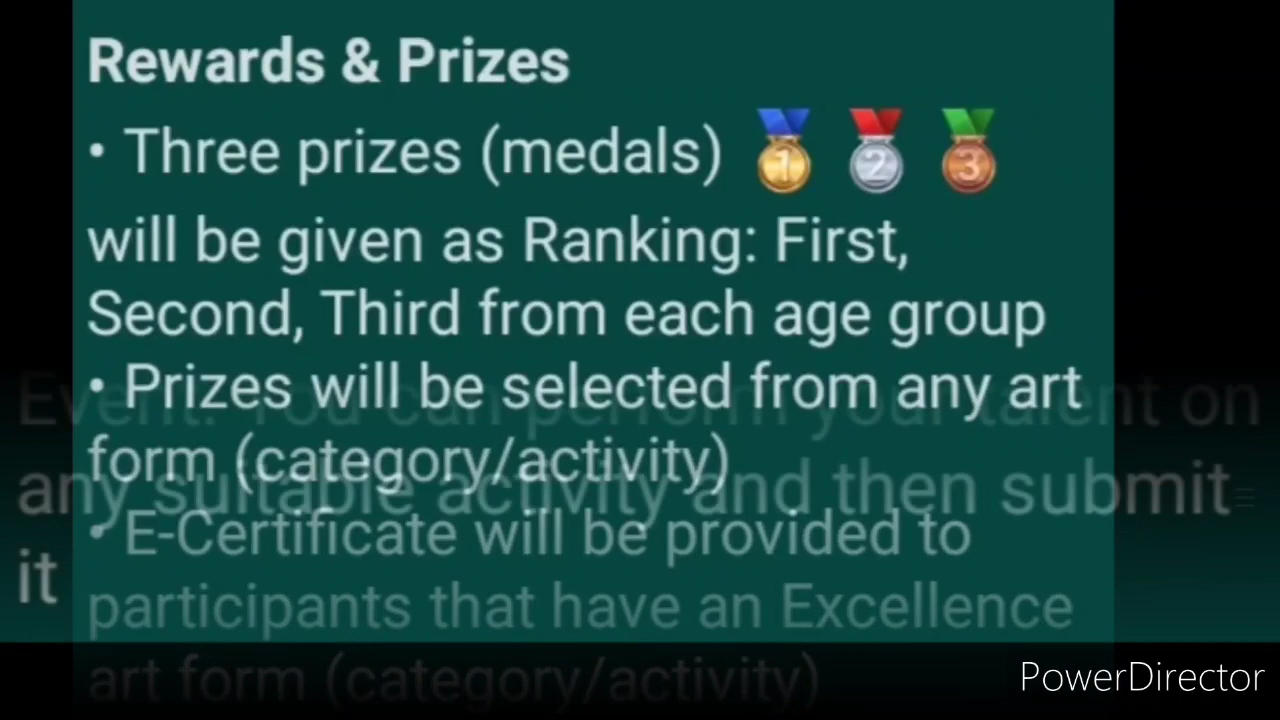 Rewards & Prizes
• Three prizes (medals) 🥇 🥈 🥉
will be given as Ranking: First,
Second, Third from each age group
• Prizes will be selected from any art
form (category/activity)
• E-Certificate will be provided to
participants that have an Excellence
art form (category/activity)
Event: You can perform your talent on
any suitable activity and then submit
it
PowerDirector